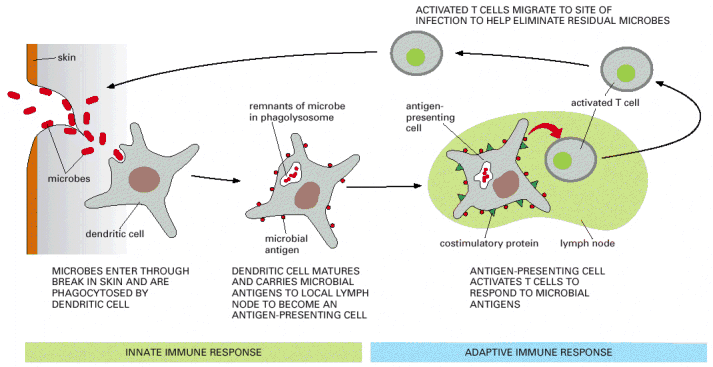 ACTIVATED T CELLS MIGRATE TO SITE OF
INFECTION TO HELP ELIMINATE RESIDUAL MICROBES
skin
microbes
dendritic cell
remnants of microbe
in phagolysosome
microbial
antigen
antigen-
presenting
cell
activated T cell
costimulatory protein
lymph node
MICROBES ENTER THROUGH
BREAK IN SKIN AND ARE
PHAGOCYTOSED BY
DENDRITIC CELL
DENDRITIC CELL MATURES
AND CARRIES MICROBIAL
ANTIGENS TO LOCAL LYMPH
NODE TO BECOME AN
ANTIGEN-PRESENTING CELL
ANTIGEN-PRESENTING CELL
ACTIVATES T CELLS TO
RESPOND TO MICROBIAL
ANTIGENS
INNATE IMMUNE RESPONSE
ADAPTIVE IMMUNE RESPONSE